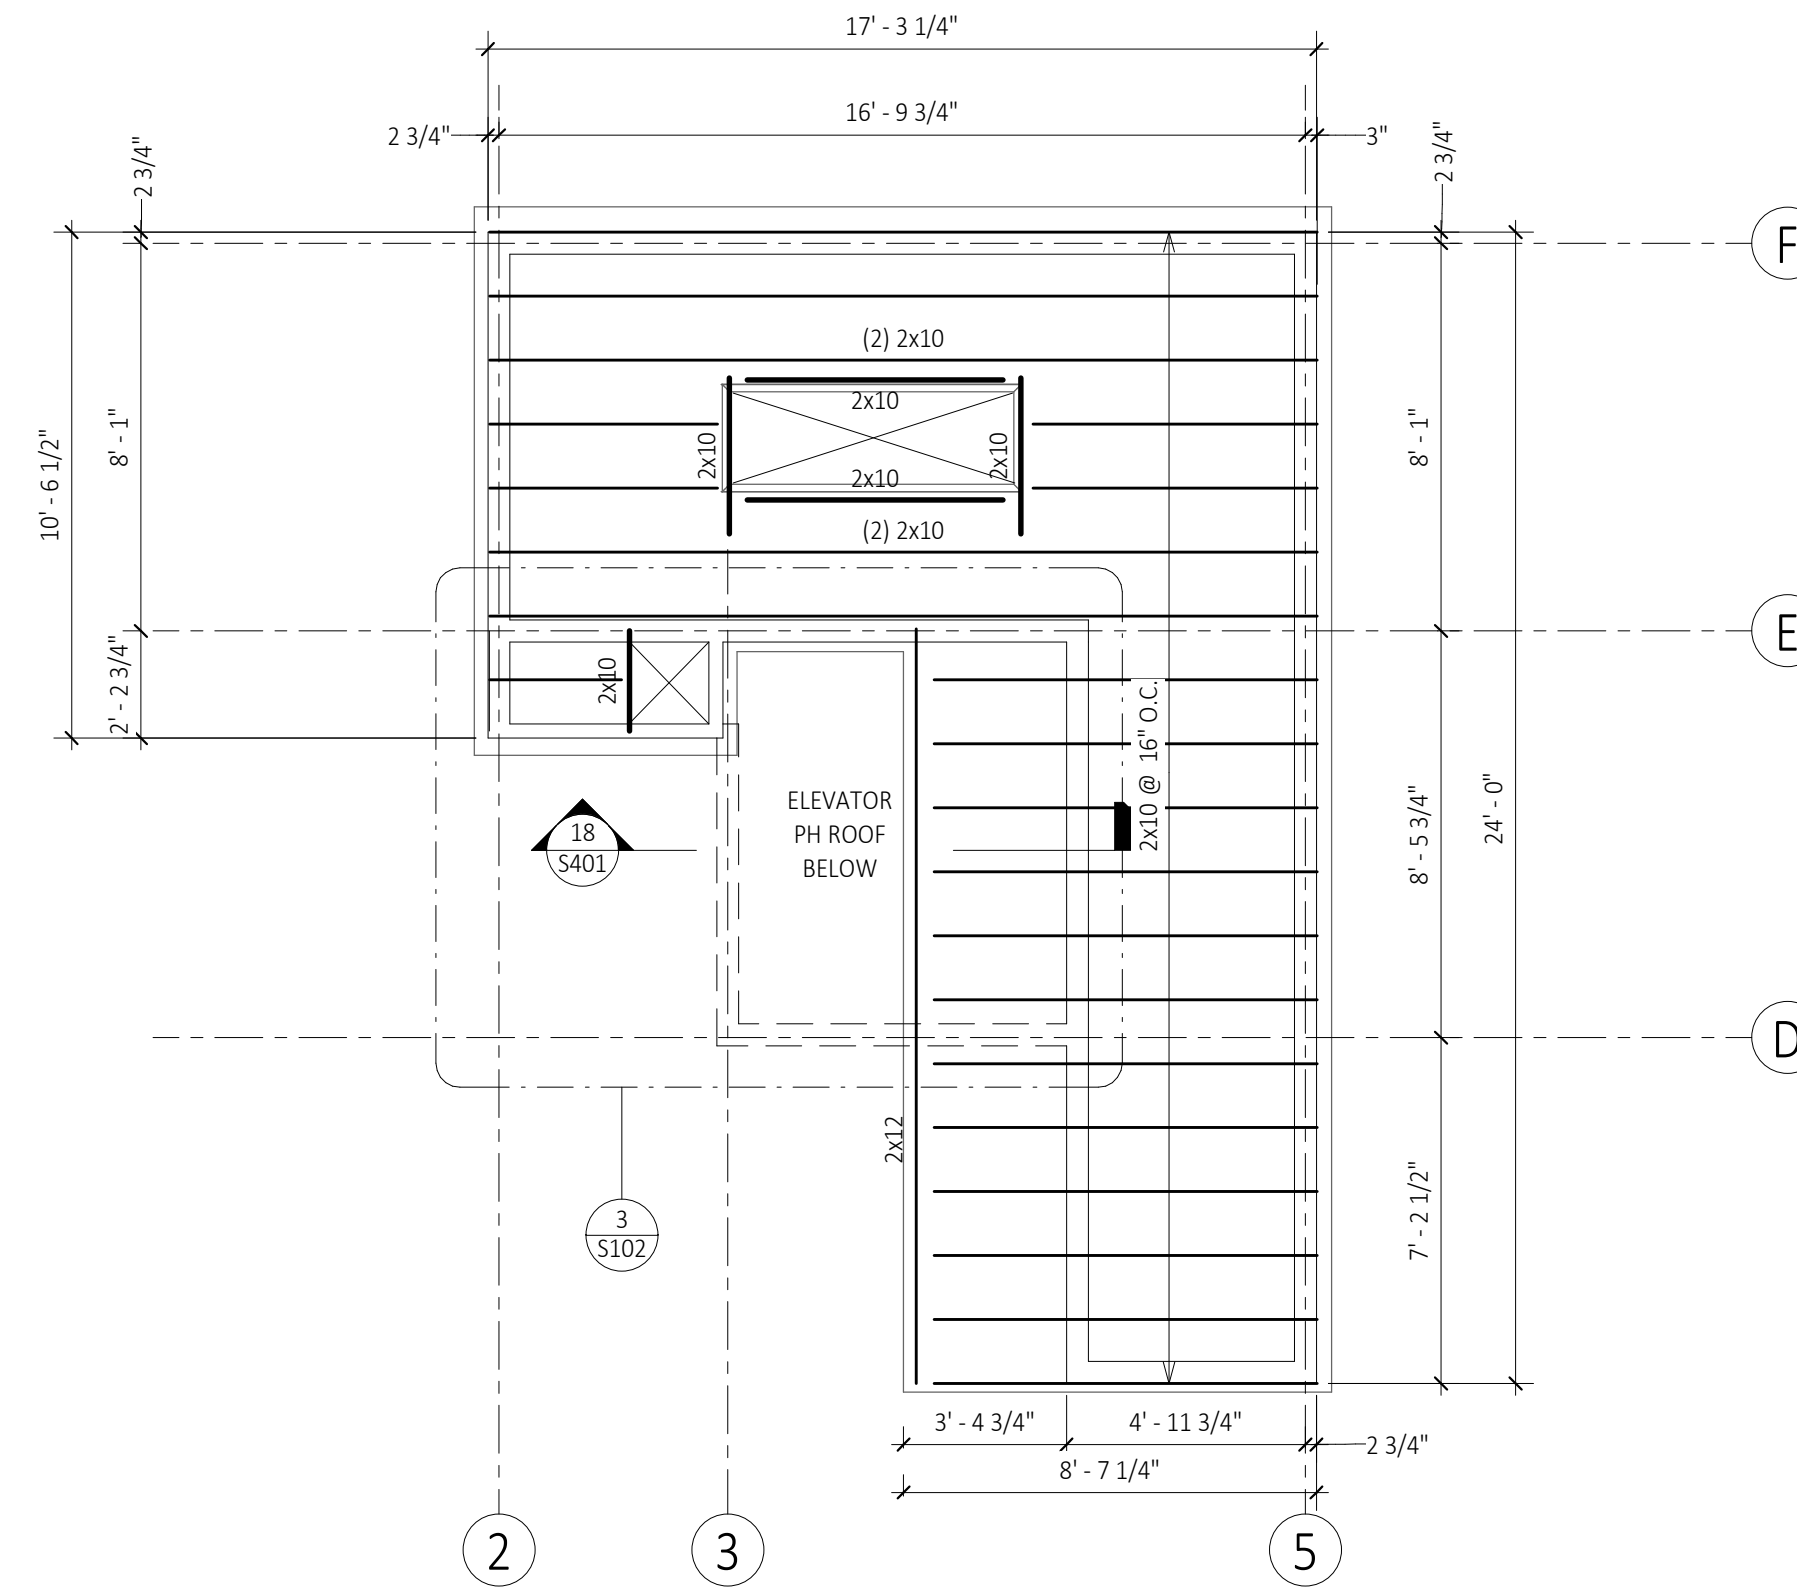 17' - 3 1/4"
16' - 9 3/4"
2 3/4"
3"
2 3/4"
2 3/4"
F
(2) 2x10
2x10
2x10
2x10
2x10
(2) 2x10
8' - 1"
10' - 6 1/2"
8' - 1"
E
2' - 2 3/4"
2x10
2x10 @ 16" O.C.
ELEVATOR
PH ROOF
BELOW
18
S401
8' - 5 3/4"
24' - 0"
D
2x12
3
S102
7' - 2 1/2"
3' - 4 3/4"
4' - 11 3/4"
2 3/4"
8' - 7 1/4"
2
3
5